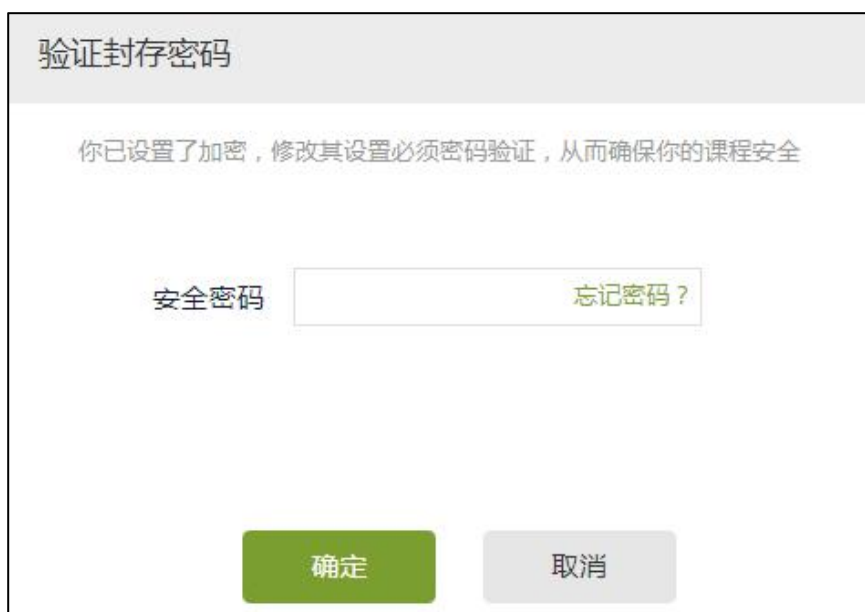 验证封存密码
你已设置了加密，修改其设置必须密码验证，从而确保你的课程安全
安全密码 忘记密码？
确定 取消